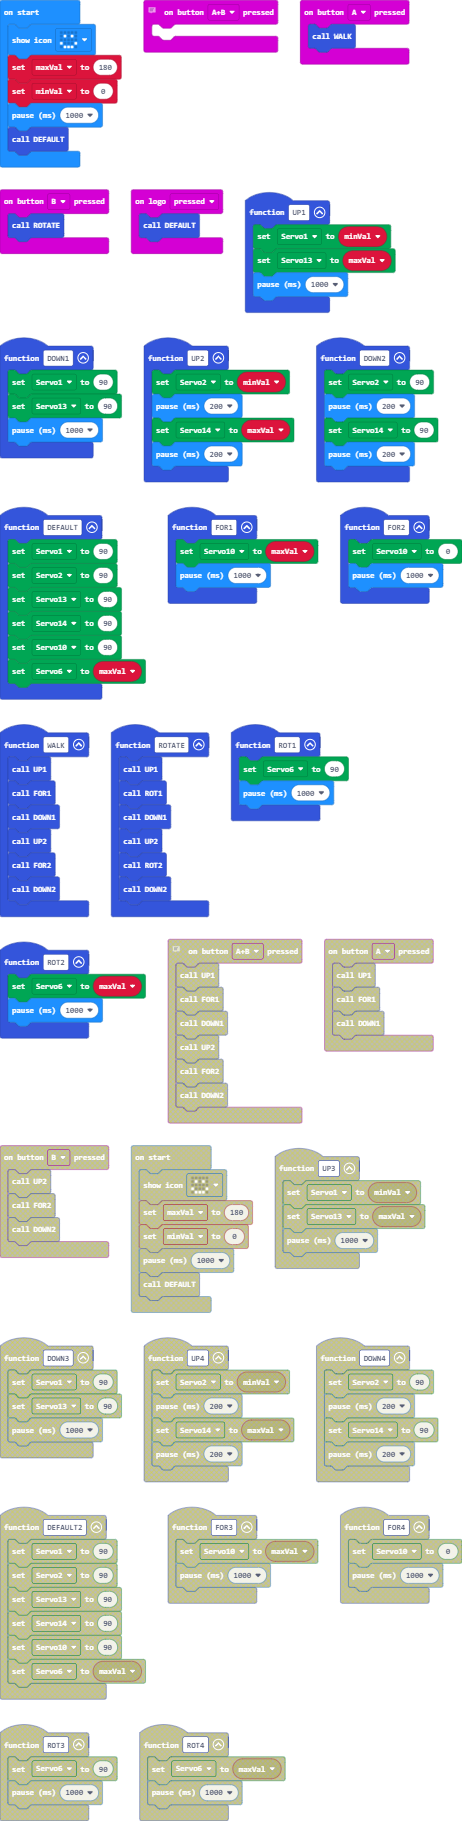 on start
show icon
set maxVal to 180
set minVal to 0
pause (ms) 1000
call DEFAULT
on button A+B pressed
on button A pressed
call WALK
on button B pressed
call ROTATE
on logo pressed
call DEFAULT
function UP1
set Servo1 to minVal
set Servo13 to maxVal
pause (ms) 1000
function DOWN1
set Servo1 to 90
set Servo13 to 90
pause (ms) 1000
function UP2
set Servo2 to minVal
pause (ms) 200
set Servo14 to maxVal
pause (ms) 200
function DOWN2
set Servo2 to 90
pause (ms) 200
set Servo14 to 90
pause (ms) 200
function DEFAULT
set Servo1 to 90
set Servo2 to 90
set Servo13 to 90
set Servo14 to 90
set Servo10 to 90
set Servo6 to maxVal
function FOR1
set Servo10 to maxVal
pause (ms) 1000
function FOR2
set Servo10 to 0
pause (ms) 1000
function WALK
call UP1
call FOR1
call DOWN1
call UP2
call FOR2
call DOWN2
function ROTATE
call UP1
call ROT1
call DOWN1
call UP2
call ROT2
call DOWN2
function ROT1
set Servo6 to 90
pause (ms) 1000
function ROT2
set Servo6 to maxVal
pause (ms) 1000
on button A+B pressed
call UP1
call FOR1
call DOWN1
call UP2
call FOR2
call DOWN2
on button A pressed
call UP1
call FOR1
call DOWN1
on button B pressed
call UP2
call FOR2
call DOWN2
on start
show icon
set maxVal to 180
set minVal to 0
pause (ms) 1000
call DEFAULT
function UP3
set Servo1 to minVal
set Servo13 to maxVal
pause (ms) 1000
function DOWN3
set Servo1 to 90
set Servo13 to 90
pause (ms) 1000
function UP4
set Servo2 to minVal
pause (ms) 200
set Servo14 to maxVal
pause (ms) 200
function DOWN4
set Servo2 to 90
pause (ms) 200
set Servo14 to 90
pause (ms) 200
function DEFAULT2
set Servo1 to 90
set Servo2 to 90
set Servo13 to 90
set Servo14 to 90
set Servo10 to 90
set Servo6 to maxVal
function FOR3
set Servo10 to maxVal
pause (ms) 1000
function FOR4
set Servo10 to 0
pause (ms) 1000
function ROT3
set Servo6 to 90
pause (ms) 1000
function ROT4
set Servo6 to maxVal
pause (ms) 1000